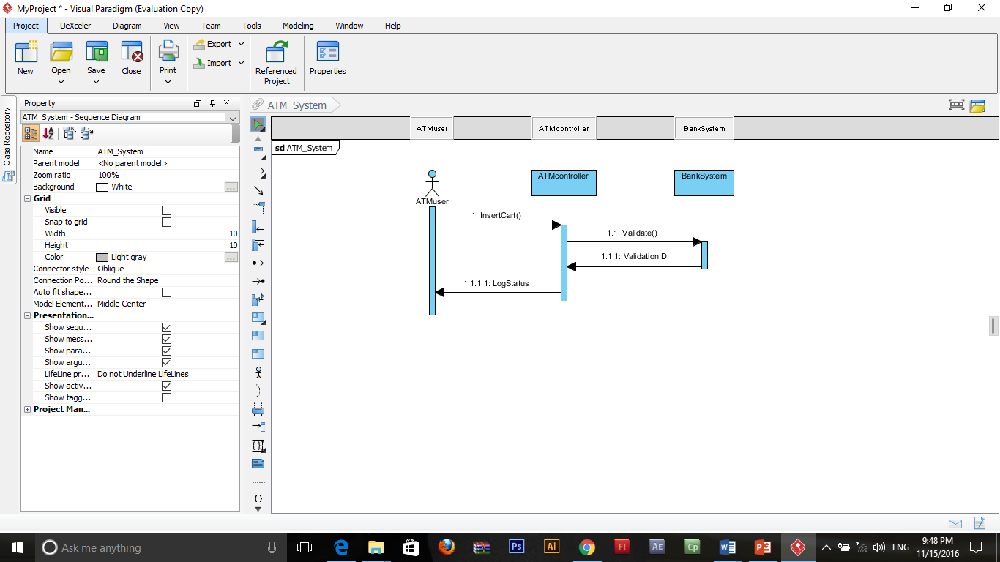 MyProject * - Visual Paradigm (Evaluation Copy)
Project UeXceler Diagram View Team Tools Modeling Window Help
New Open Save Close Print Export Import Referenced Project Properties
Class Repository
Property
ATM_System - Sequence Diagram
Name ATM_System
Parent model <No parent model>
Zoom ratio 100%
Background White ...
Grid
Visible
Snap to grid
Width 10
Height 10
Color Light gray ...
Connector style Oblique
Connection Po... Round the Shape
Auto fit shape...
Model Element... Middle Center
Presentation...
Show sequ...
Show mess...
Show para...
Show argu...
LifeLine pr... Do not Underline LifeLines
Show activ...
Show tagg...
Project Man...
ATM_System
ATMuser ATMcontroller BankSystem
sd ATM_System
ATMcontroller BankSystem
ATMuser
1: InsertCart()
1.1: Validate()
1.1.1: ValidationID
1.1.1.1: LogStatus
Ask me anything
Ps Ai Fl Ae Cp
ENG
9:48 PM
11/15/2016